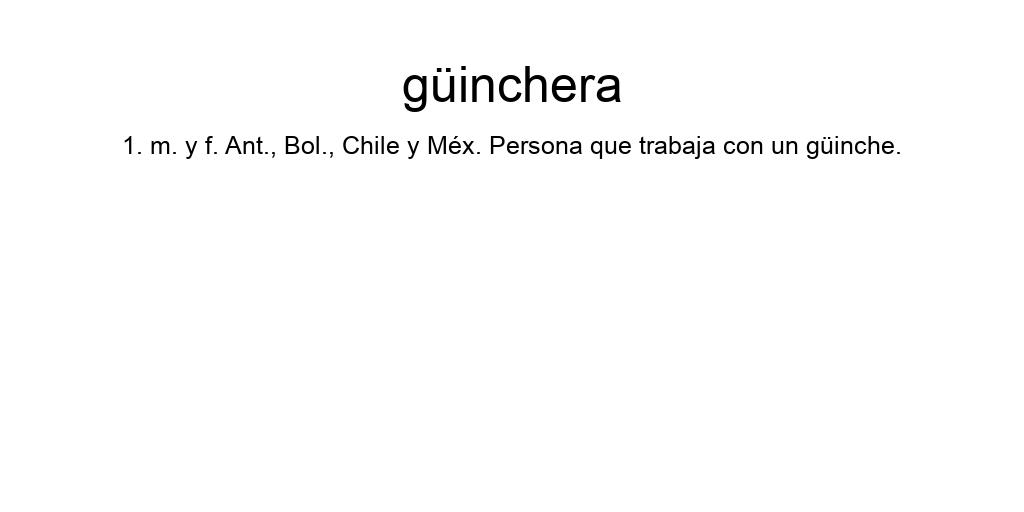 güinchera
1. m. y f. Ant., Bol., Chile y Méx. Persona que trabaja con un güinche.